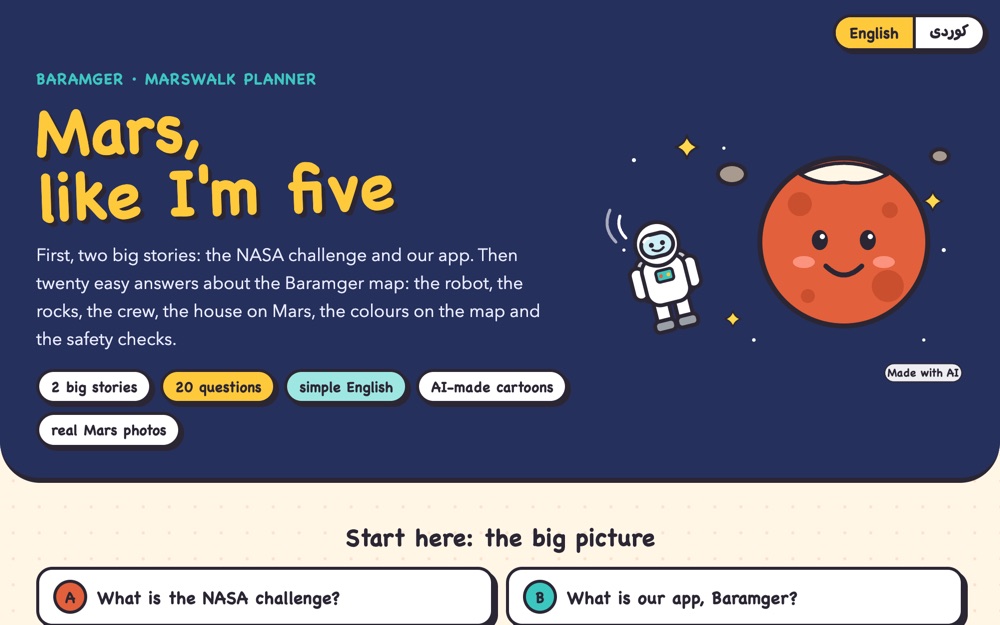 English
کوردی
BARAMGER · MARSWALK PLANNER
Mars,
like I'm five
First, two big stories: the NASA challenge and our app. Then
twenty easy answers about the Baramger map: the robot, the
rocks, the crew, the house on Mars, the colours on the map and
the safety checks.
2 big stories
20 questions
simple English
AI-made cartoons
real Mars photos
Made with AI
Start here: the big picture
A What is the NASA challenge?
B What is our app, Baramger?